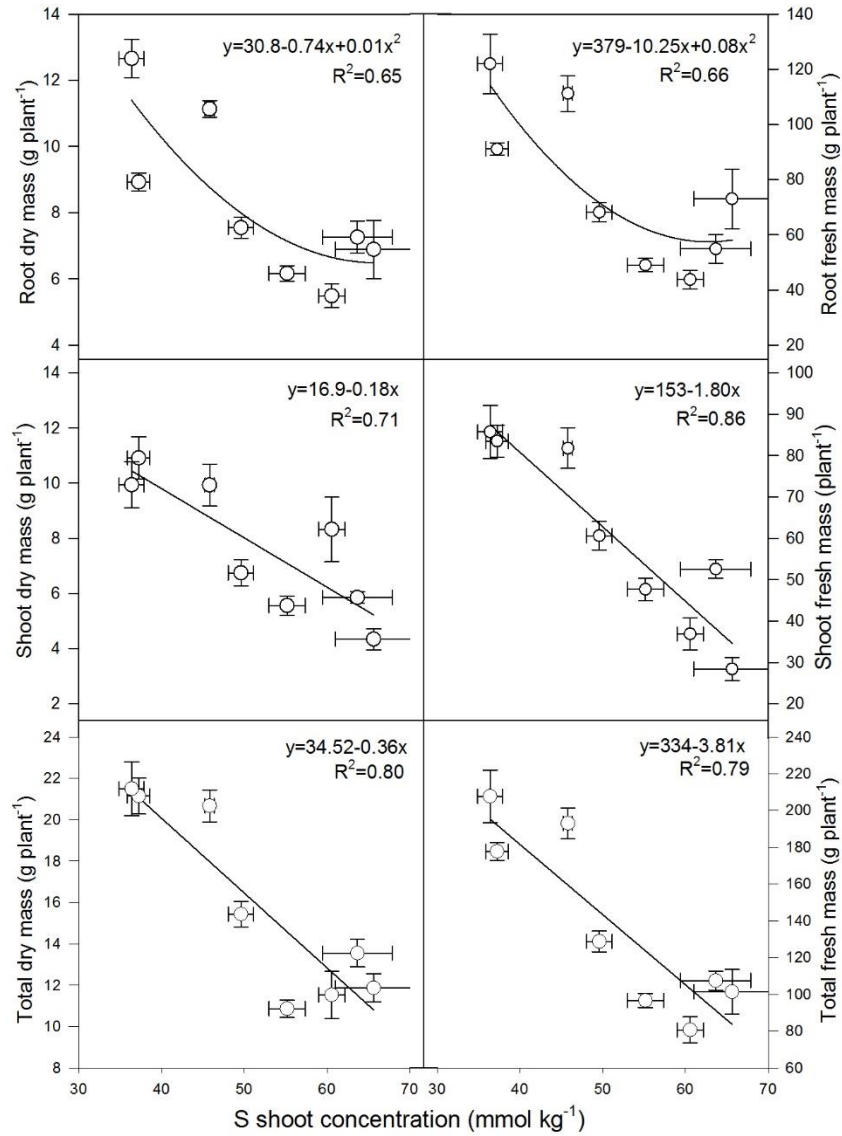 y=30.8-0.74x+0.01x²
R²=0.65
Root dry mass (g plant⁻¹)
14
12
10
8
6
4
y=379-10.25x+0.08x²
R²=0.66
Root fresh mass (g plant⁻¹)
140
120
100
80
60
40
20
y=16.9-0.18x
R²=0.71
Shoot dry mass (g plant⁻¹)
14
12
10
8
6
4
2
y=153-1.80x
R²=0.86
Shoot fresh mass (plant⁻¹)
100
90
80
70
60
50
40
30
20
y=34.52-0.36x
R²=0.80
Total dry mass (g plant⁻¹)
22
20
18
16
14
12
10
8
y=334-3.81x
R²=0.79
Total fresh mass (g plant⁻¹)
240
220
200
180
160
140
120
100
80
60
30 40 50 60 70 40 50 60 70
S shoot concentration (mmol kg⁻¹)